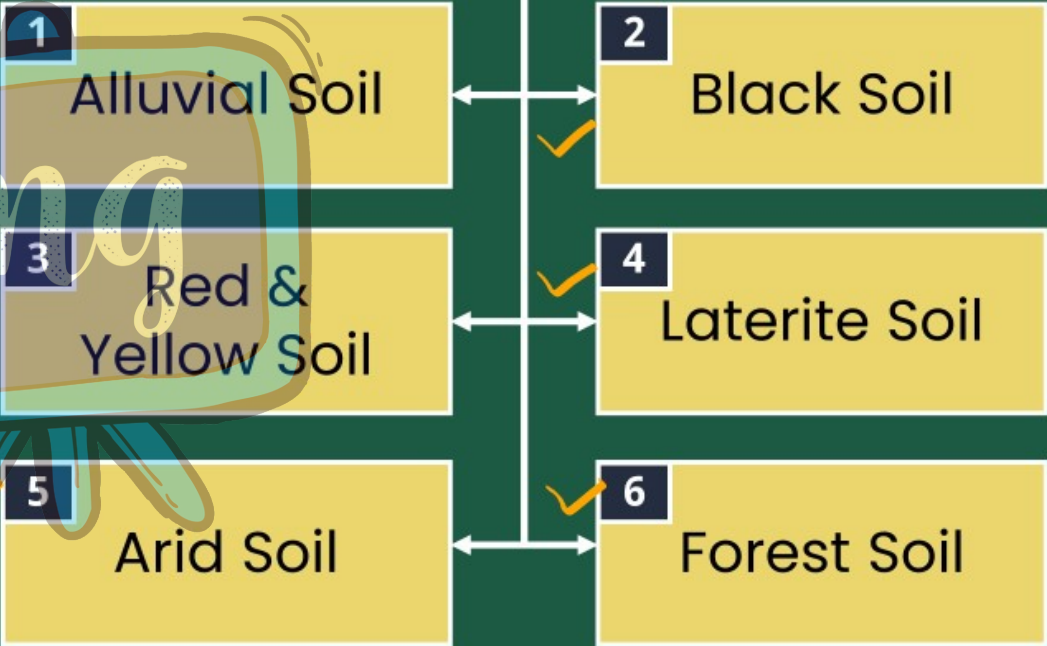 1
Alluvial Soil
2
Black Soil
3
Red &
Yellow Soil
4
Laterite Soil
5
Arid Soil
6
Forest Soil